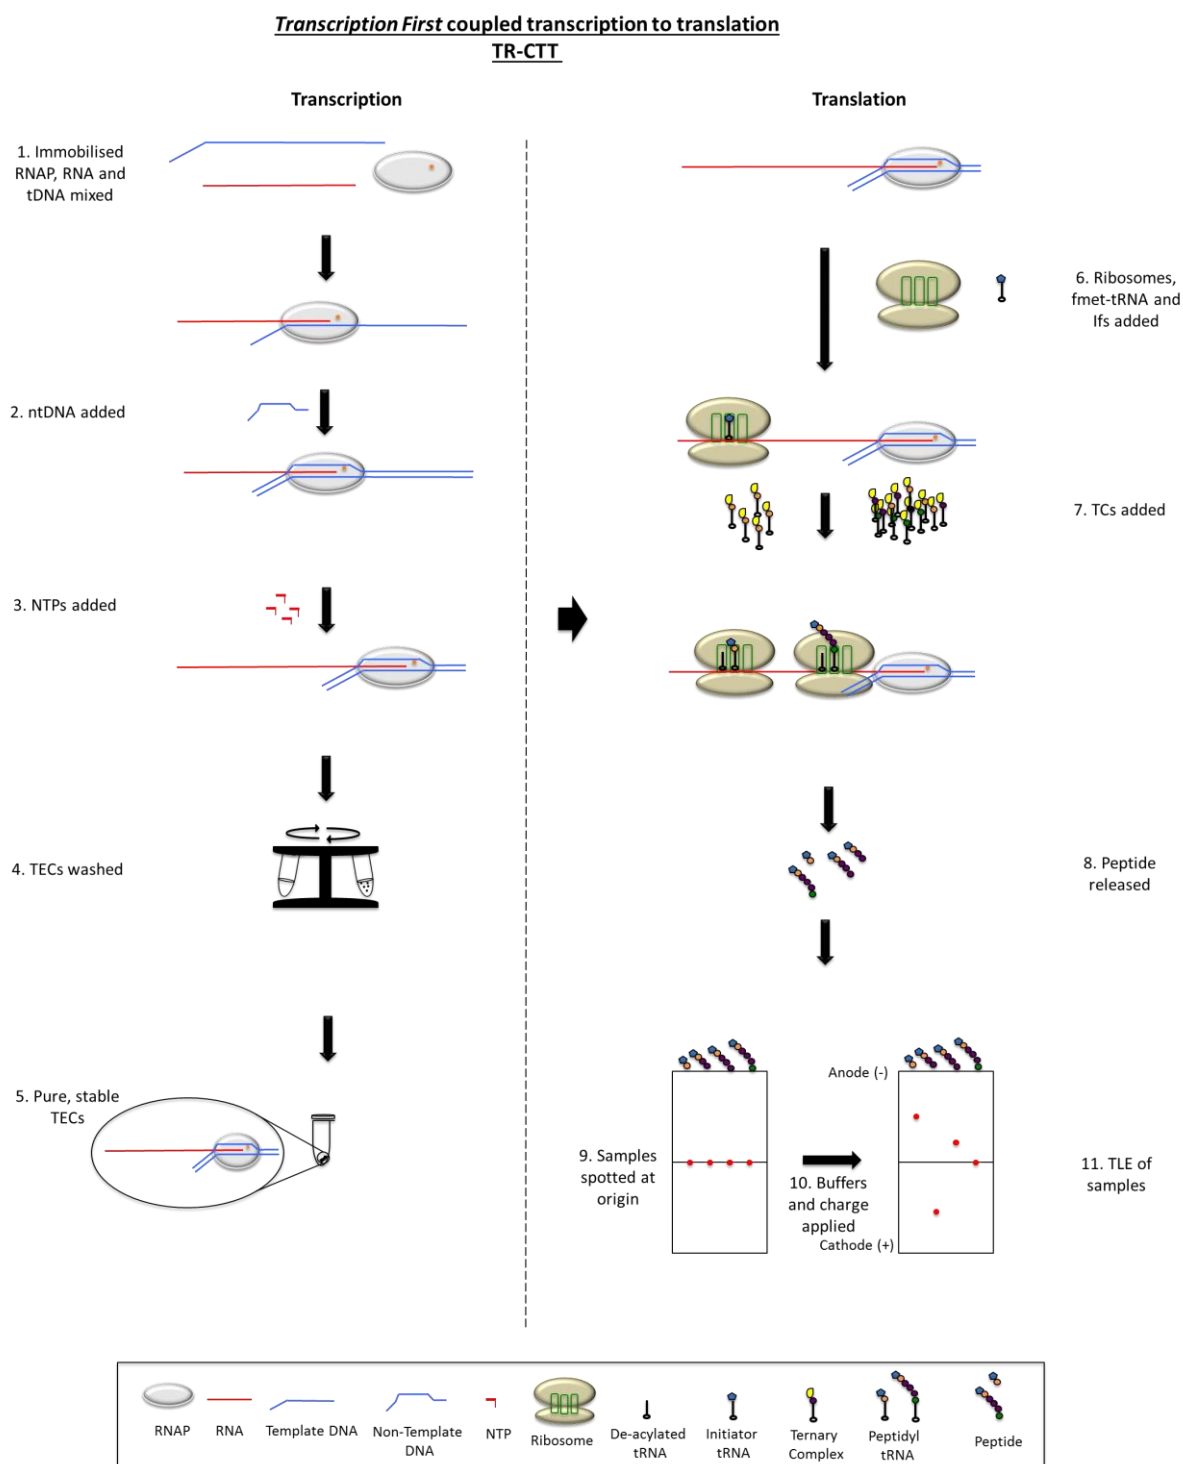 Transcription First coupled transcription to translation
TR-CTT
Transcription
1. Immobilised
RNAP, RNA and
tDNA mixed
2. ntDNA added
3. NTPs added
4. TECs washed
5. Pure, stable
TECs
Translation
6. Ribosomes,
fmet-tRNA and
Ifs added
7. TCs added
8. Peptide
released
9. Samples
spotted at
origin
10. Buffers
and charge
applied
Anode (-)
Cathode (+)
11. TLE of
samples
RNAP
RNA
Template DNA
Non-Template
DNA
NTP
Ribosome
De-acylated
tRNA
Initiator
tRNA
Ternary
Complex
Peptidyl
tRNA
Peptide